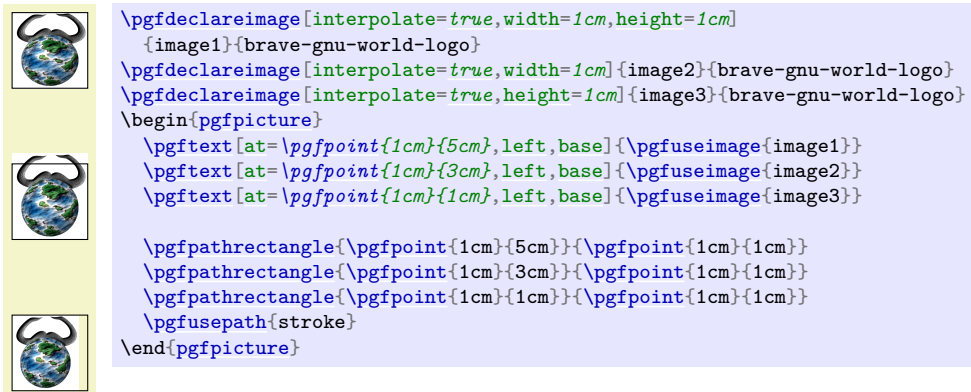 \pgfdeclareimage[interpolate=true,width=1cm,height=1cm]
{image1}{brave-gnu-world-logo}
\pgfdeclareimage[interpolate=true,width=1cm]{image2}{brave-gnu-world-logo}
\pgfdeclareimage[interpolate=true,height=1cm]{image3}{brave-gnu-world-logo}
\begin{pgfpicture}
\pgftext[at=\pgfpoint{1cm}{5cm},left,base]{\pgfuseimage{image1}}
\pgftext[at=\pgfpoint{1cm}{3cm},left,base]{\pgfuseimage{image2}}
\pgftext[at=\pgfpoint{1cm}{1cm},left,base]{\pgfuseimage{image3}}
\pgfpathrectangle{\pgfpoint{1cm}{5cm}}{\pgfpoint{1cm}{1cm}}
\pgfpathrectangle{\pgfpoint{1cm}{3cm}}{\pgfpoint{1cm}{1cm}}
\pgfpathrectangle{\pgfpoint{1cm}{1cm}}{\pgfpoint{1cm}{1cm}}
\pgfusepath{stroke}
\end{pgfpicture}